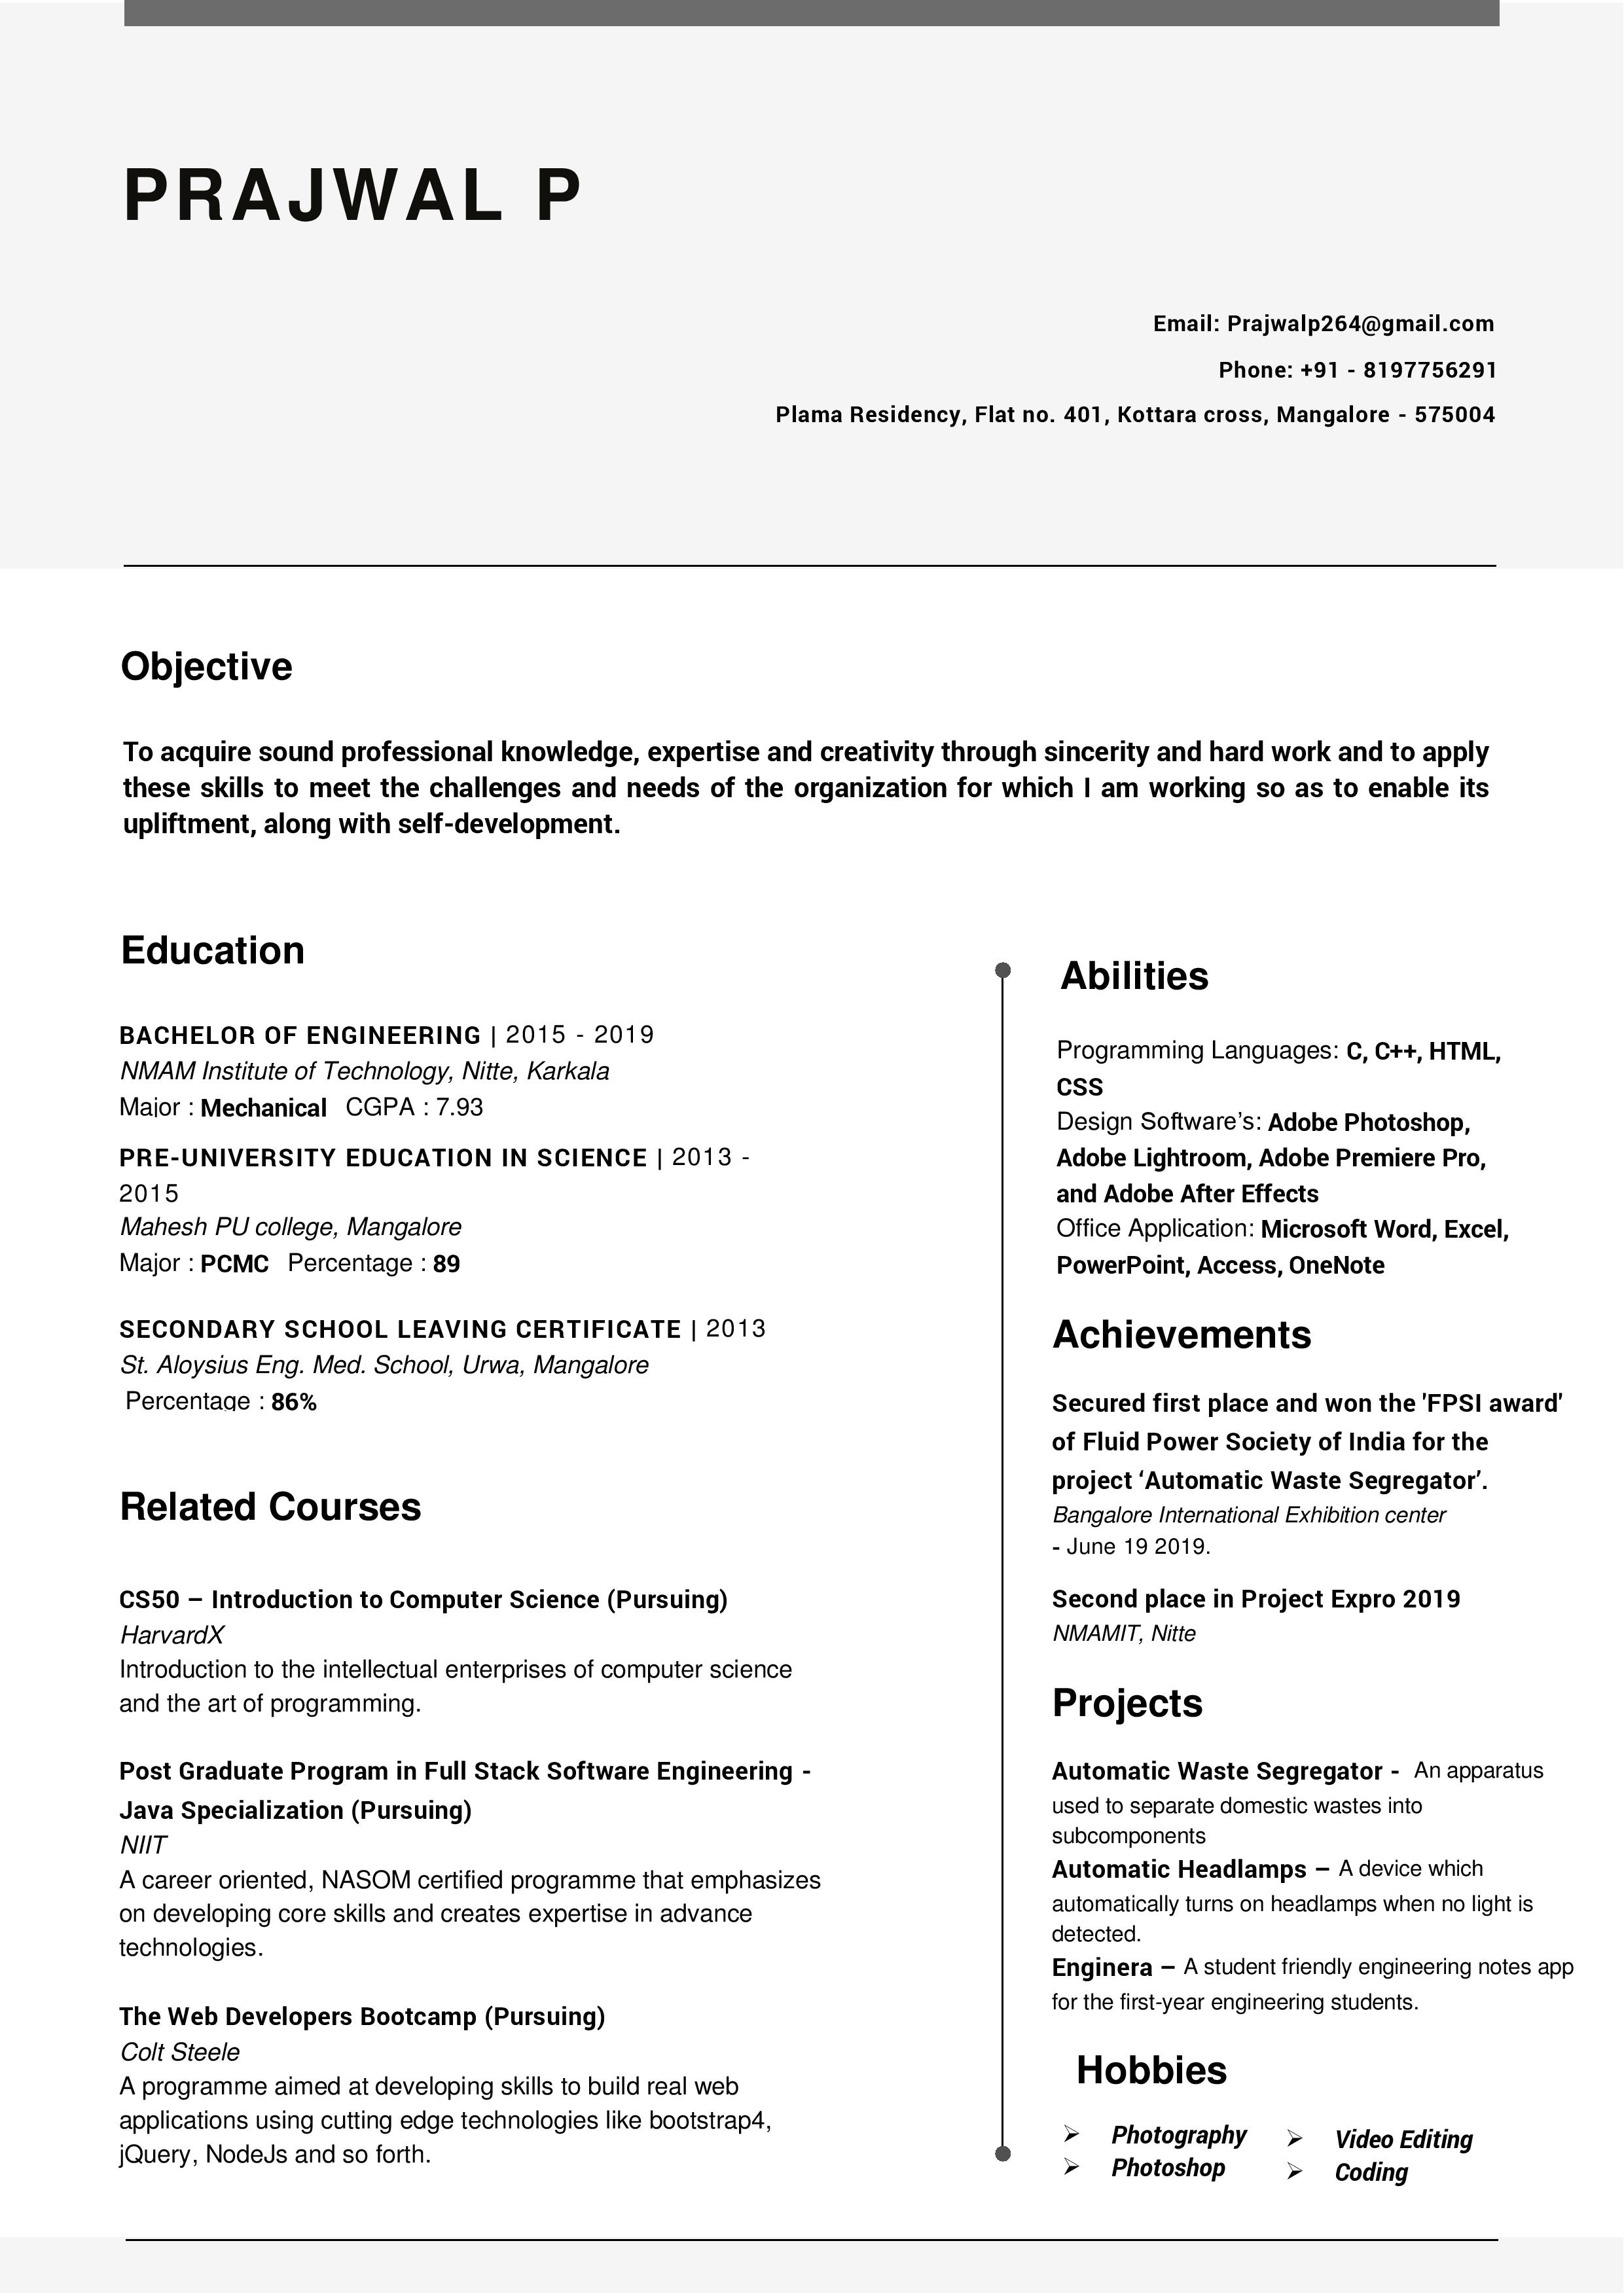 PRAJWAL P
Email: Prajwalp264@gmail.com
Phone: +91 - 8197756291
Plama Residency, Flat no. 401, Kottara cross, Mangalore - 575004
Objective
To acquire sound professional knowledge, expertise and creativity through sincerity and hard work and to apply
these skills to meet the challenges and needs of the organization for which I am working so as to enable its
upliftment, along with self-development.
Education
BACHELOR OF ENGINEERING | 2015 - 2019
NMAM Institute of Technology, Nitte, Karkala
Major : Mechanical CGPA : 7.93
PRE-UNIVERSITY EDUCATION IN SCIENCE | 2013 -
2015
Mahesh PU college, Mangalore
Major : PCMC Percentage : 89
SECONDARY SCHOOL LEAVING CERTIFICATE | 2013
St. Aloysius Eng. Med. School, Urwa, Mangalore
Percentage : 86%
Related Courses
CS50 – Introduction to Computer Science (Pursuing)
HarvardX
Introduction to the intellectual enterprises of computer science
and the art of programming.
Post Graduate Program in Full Stack Software Engineering -
Java Specialization (Pursuing)
NIIT
A career oriented, NASOM certified programme that emphasizes
on developing core skills and creates expertise in advance
technologies.
The Web Developers Bootcamp (Pursuing)
Colt Steele
A programme aimed at developing skills to build real web
applications using cutting edge technologies like bootstrap4,
jQuery, NodeJs and so forth.
Abilities
Programming Languages: C, C++, HTML,
CSS
Design Software’s: Adobe Photoshop,
Adobe Lightroom, Adobe Premiere Pro,
and Adobe After Effects
Office Application: Microsoft Word, Excel,
PowerPoint, Access, OneNote
Achievements
Secured first place and won the 'FPSI award'
of Fluid Power Society of India for the
project ‘Automatic Waste Segregator’.
Bangalore International Exhibition center
- June 19 2019.
Second place in Project Expro 2019
NMAMIT, Nitte
Projects
Automatic Waste Segregator - An apparatus
used to separate domestic wastes into
subcomponents
Automatic Headlamps – A device which
automatically turns on headlamps when no light is
detected.
Enginera – A student friendly engineering notes app
for the first-year engineering students.
Hobbies
➢ Photography ➢ Video Editing
➢ Photoshop ➢ Coding